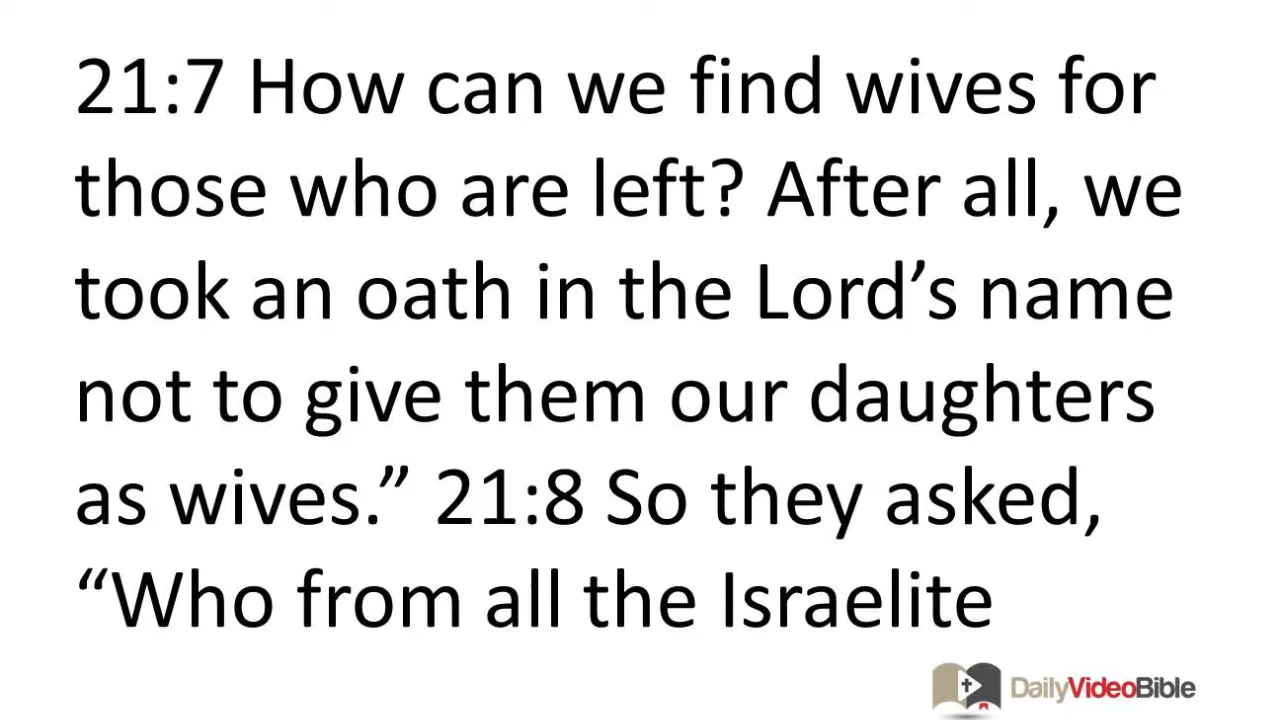 21:7 How can we find wives for
those who are left? After all, we
took an oath in the Lord’s name
not to give them our daughters
as wives.” 21:8 So they asked,
“Who from all the Israelite
DailyVideoBible